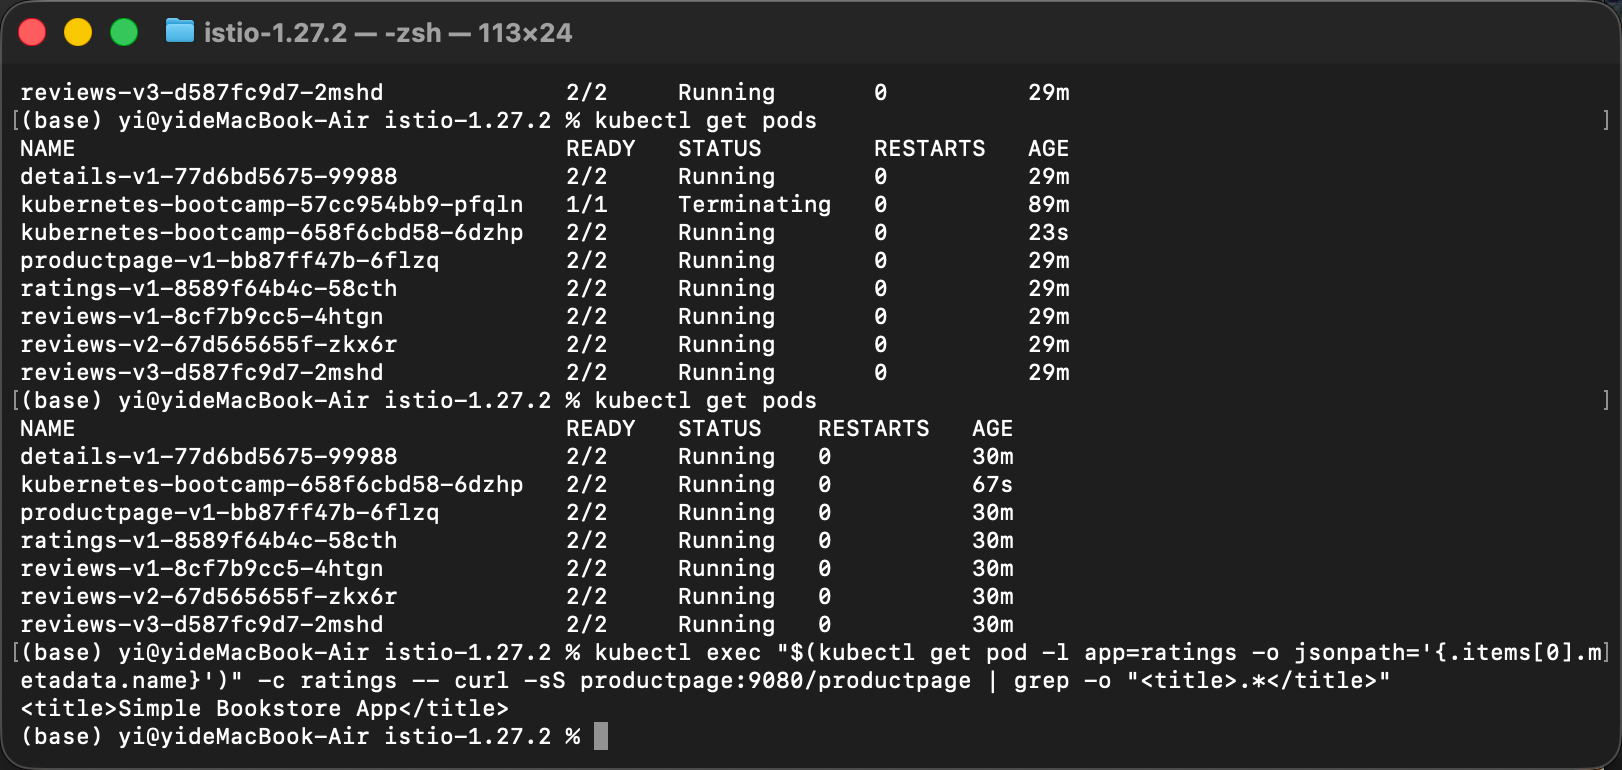 istio-1.27.2 — -zsh — 113×24
reviews-v3-d587fc9d7-2mshd             2/2     Running       0          29m
[(base) yi@yideMacBook-Air istio-1.27.2 % kubectl get pods ]
NAME                                   READY   STATUS        RESTARTS   AGE
details-v1-77d6bd5675-99988            2/2     Running       0          29m
kubernetes-bootcamp-57cc954bb9-pfqln   1/1     Terminating   0          89m
kubernetes-bootcamp-658f6cbd58-6dzhp   2/2     Running       0          23s
productpage-v1-bb87ff47b-6flzq         2/2     Running       0          29m
ratings-v1-8589f64b4c-58cth            2/2     Running       0          29m
reviews-v1-8cf7b9cc5-4htgn             2/2     Running       0          29m
reviews-v2-67d565655f-zkx6r            2/2     Running       0          29m
reviews-v3-d587fc9d7-2mshd             2/2     Running       0          29m
[(base) yi@yideMacBook-Air istio-1.27.2 % kubectl get pods ]
NAME                                   READY   STATUS    RESTARTS   AGE
details-v1-77d6bd5675-99988            2/2     Running   0          30m
kubernetes-bootcamp-658f6cbd58-6dzhp   2/2     Running   0          67s
productpage-v1-bb87ff47b-6flzq         2/2     Running   0          30m
ratings-v1-8589f64b4c-58cth            2/2     Running   0          30m
reviews-v1-8cf7b9cc5-4htgn             2/2     Running   0          30m
reviews-v2-67d565655f-zkx6r            2/2     Running   0          30m
reviews-v3-d587fc9d7-2mshd             2/2     Running   0          30m
[(base) yi@yideMacBook-Air istio-1.27.2 % kubectl exec "$(kubectl get pod -l app=ratings -o jsonpath='{.items[0].m]
etadata.name}')" -c ratings -- curl -sS productpage:9080/productpage | grep -o "<title>.*</title>"
<title>Simple Bookstore App</title>
(base) yi@yideMacBook-Air istio-1.27.2 %